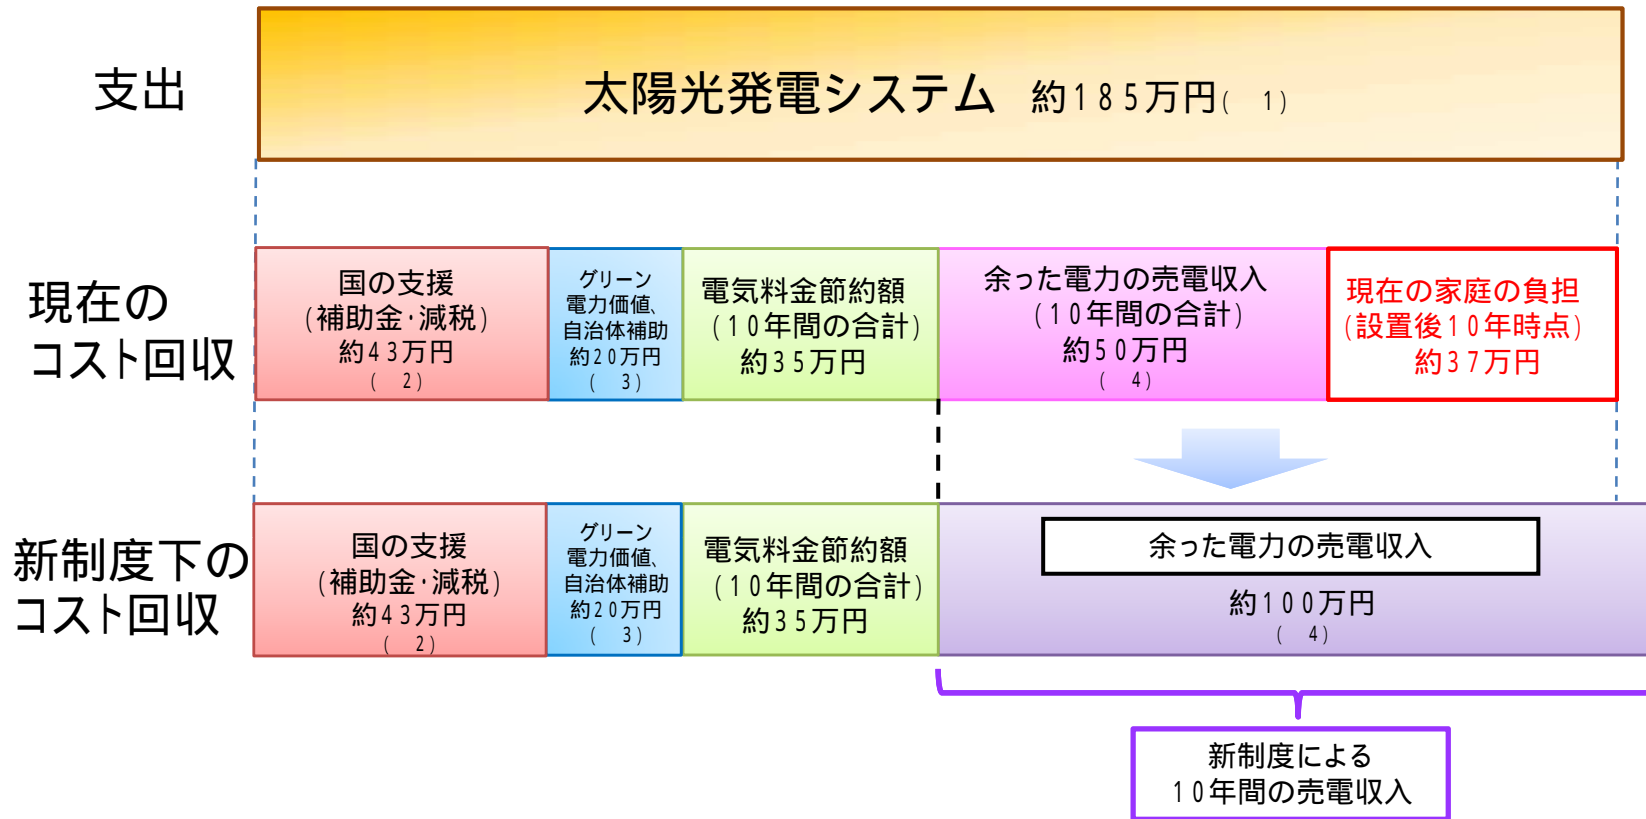 支出
太陽光発電システム 約185万円( 1)
現在の
コスト回収
国の支援
(補助金・減税)
約43万円
( 2)
グリーン
電力価値、
自治体補助
約20万円
( 3)
電気料金節約額
(10年間の合計)
約35万円
余った電力の売電収入
(10年間の合計)
約50万円
( 4)
現在の家庭の負担
(設置後10年時点)
約37万円
新制度下の
コスト回収
国の支援
(補助金・減税)
約43万円
( 2)
グリーン
電力価値、
自治体補助
約20万円
( 3)
電気料金節約額
(10年間の合計)
約35万円
余った電力の売電収入
約100万円
( 4)
新制度による
10年間の売電収入